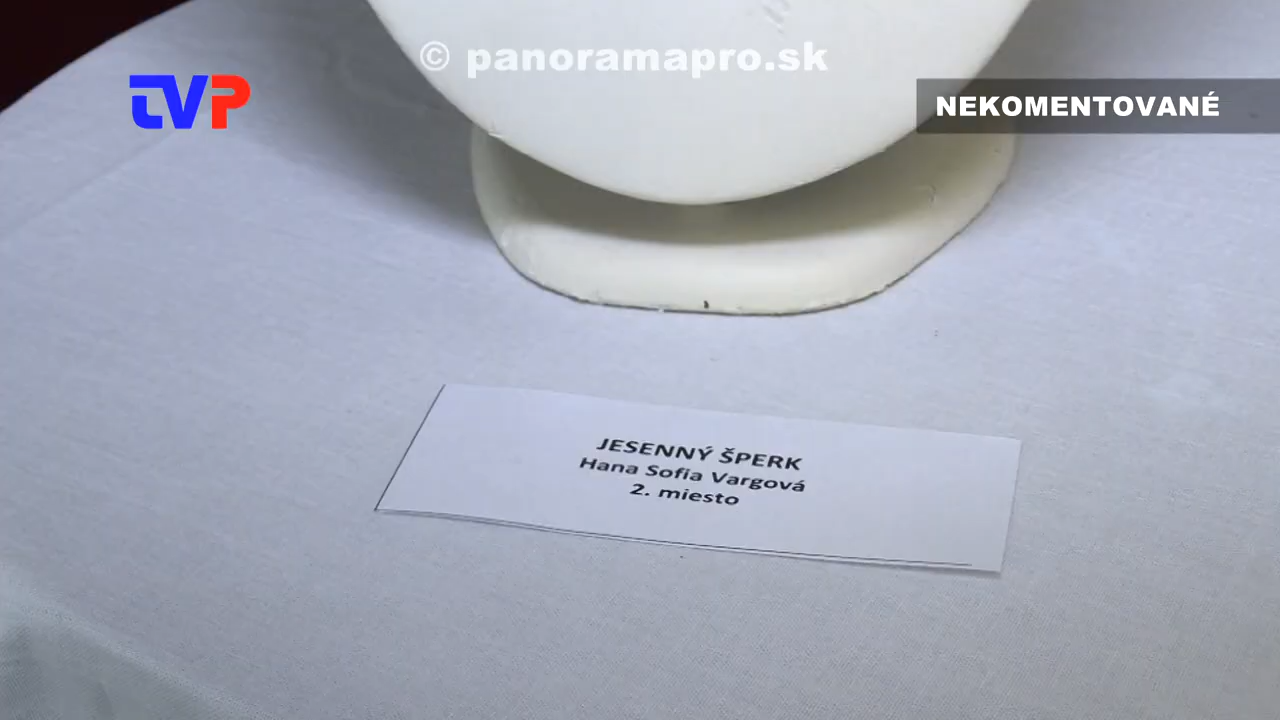 © panoramapro.sk
TVP
NEKOMENTOVANÉ
JESENNÝ ŠPERK
Hana Sofia Vargová
2. miesto